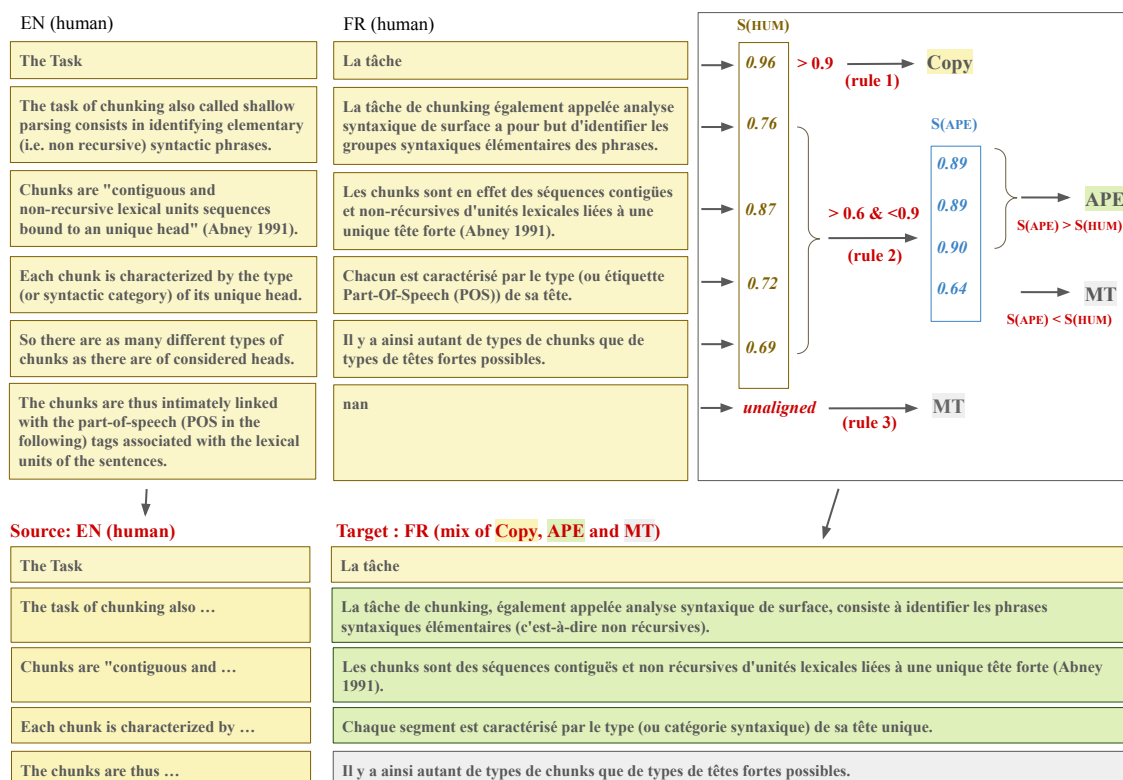 EN (human)
FR (human)
The Task
La tâche
The task of chunking also called shallow
parsing consists in identifying elementary
(i.e. non recursive) syntactic phrases.
La tâche de chunking également appelée analyse
syntaxique de surface a pour but d'identifier les
groupes syntaxiques élémentaires des phrases.
Chunks are "contiguous and
non-recursive lexical units sequences
bound to an unique head" (Abney 1991).
Les chunks sont en effet des séquences contigües
et non-récursives d'unités lexicales liées à une
unique tête forte (Abney 1991).
Each chunk is characterized by the type
(or syntactic category) of its unique head.
Chacun est caractérisé par le type (ou étiquette
Part-Of-Speech (POS)) de sa tête.
So there are as many different types of
chunks as there are of considered heads.
Il y a ainsi autant de types de chunks que de
types de têtes fortes possibles.
The chunks are thus intimately linked
with the part-of-speech (POS in the
following) tags associated with the lexical
units of the sentences.
nan
S(HUM)
0.96
> 0.9
(rule 1)
Copy
0.76
0.87
0.72
0.69
> 0.6 & <0.9
(rule 2)
S(APE)
0.89
0.89
0.90
0.64
APE
S(APE) > S(HUM)
MT
S(APE) < S(HUM)
unaligned
(rule 3)
MT
Source: EN (human)
Target : FR (mix of Copy, APE and MT)
The Task
La tâche
The task of chunking also …
La tâche de chunking, également appelée analyse syntaxique de surface, consiste à identifier les phrases
syntaxiques élémentaires (c'est-à-dire non récursives).
Chunks are "contiguous and …
Les chunks sont des séquences contiguës et non récursives d'unités lexicales liées à une unique tête forte (Abney
1991).
Each chunk is characterized by …
Chaque segment est caractérisé par le type (ou catégorie syntaxique) de sa tête unique.
The chunks are thus …
Il y a ainsi autant de types de chunks que de types de têtes fortes possibles.